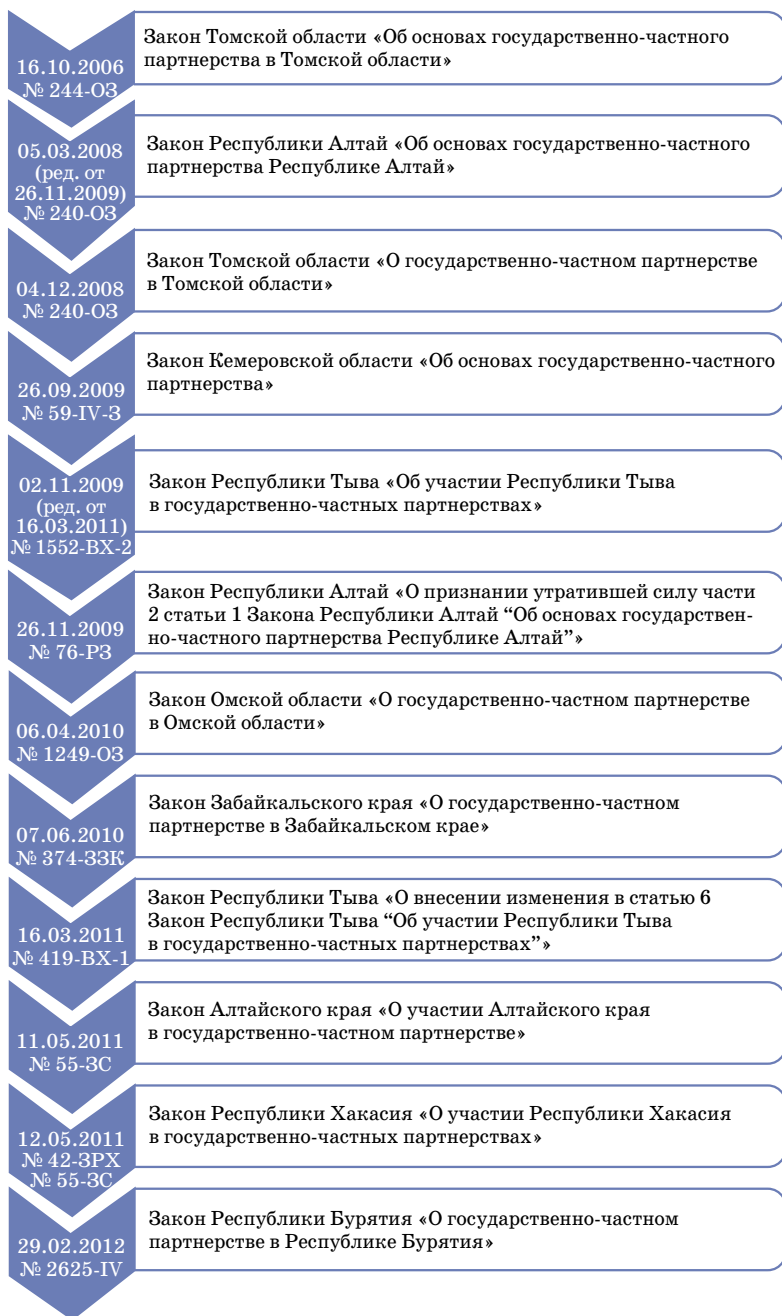 16.10.2006
№ 244-ОЗ
Закон Томской области «Об основах государственно-частного
партнерства в Томской области»
05.03.2008
(ред. от
26.11.2009)
№ 240-ОЗ
Закон Республики Алтай «Об основах государственно-частного
партнерства Республике Алтай»
04.12.2008
№ 240-ОЗ
Закон Томской области «О государственно-частном партнерстве
в Томской области»
26.09.2009
№ 59-IV-З
Закон Кемеровской области «Об основах государственно-частного
партнерства»
02.11.2009
(ред. от
16.03.2011)
№ 1552-ВХ-2
Закон Республики Тыва «Об участии Республики Тыва
в государственно-частных партнерствах»
26.11.2009
№ 76-РЗ
Закон Республики Алтай «О признании утратившей силу части
2 статьи 1 Закона Республики Алтай “Об основах государствен-
но-частного партнерства Республике Алтай”»
06.04.2010
№ 1249-ОЗ
Закон Омской области «О государственно-частном партнерстве
в Омской области»
07.06.2010
№ 374-ЗЗК
Закон Забайкальского края «О государственно-частном
партнерстве в Забайкальском крае»
16.03.2011
№ 419-ВХ-1
Закон Республики Тыва «О внесении изменения в статью 6
Закон Республики Тыва “Об участии Республики Тыва
в государственно-частных партнерствах”»
11.05.2011
№ 55-ЗС
Закон Алтайского края «О участии Алтайского края
в государственно-частном партнерстве»
12.05.2011
№ 42-ЗРХ
№ 55-ЗС
Закон Республики Хакасия «О участии Республики Хакасия
в государственно-частных партнерствах»
29.02.2012
№ 2625-IV
Закон Республики Бурятия «О государственно-частном
партнерстве в Республике Бурятия»